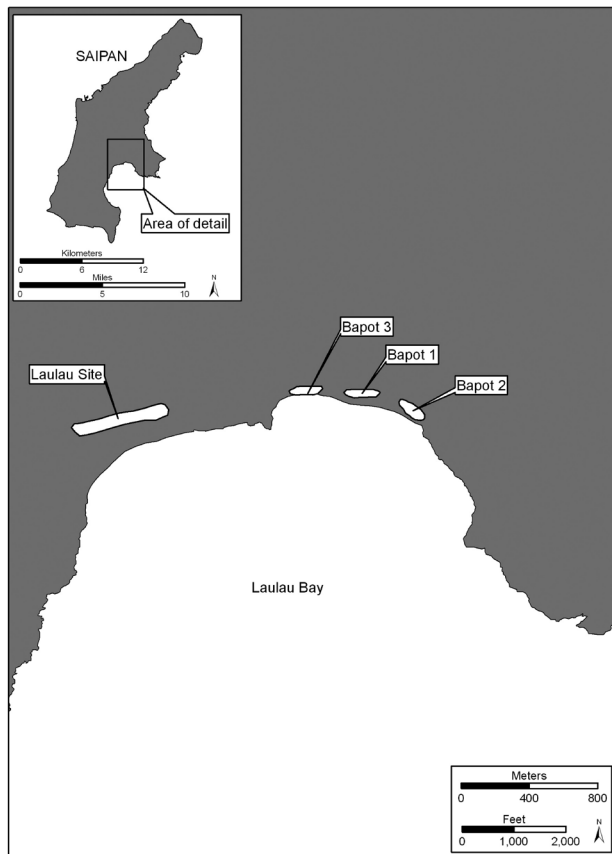 SAIPAN
Area of detail
Kilometers
0 6 12
Miles
0 5 10
N
Bapot 3
Bapot 1
Laulau Site
Bapot 2
Laulau Bay
Meters
0 400 800
Feet
0 1,000 2,000
N